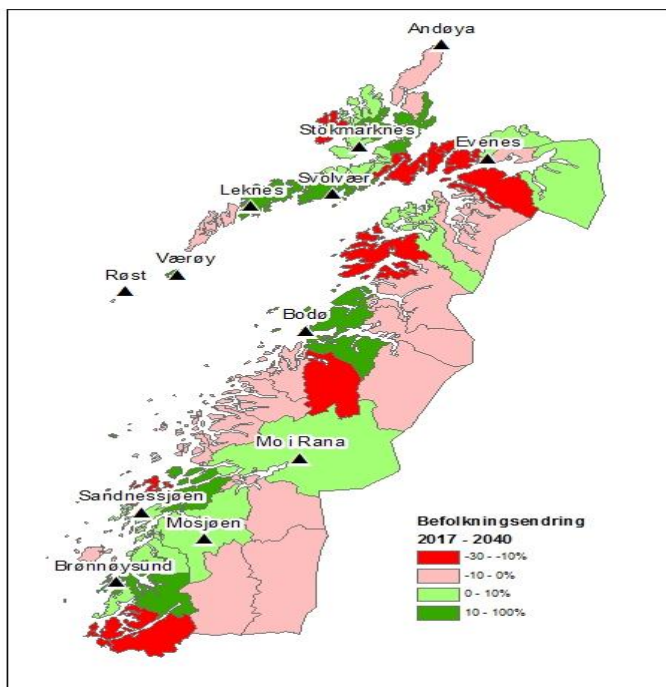 Andøya
Stokmarknes
Evenes
Svolvær
Leknes
Værøy
Røst
Bodø
Mo i Rana
Sandnessjøen
Mosjøen
Brønnøysund
Befolkningsendring
2017 - 2040
-30 - -10%
-10 - 0%
0 - 10%
10 - 100%